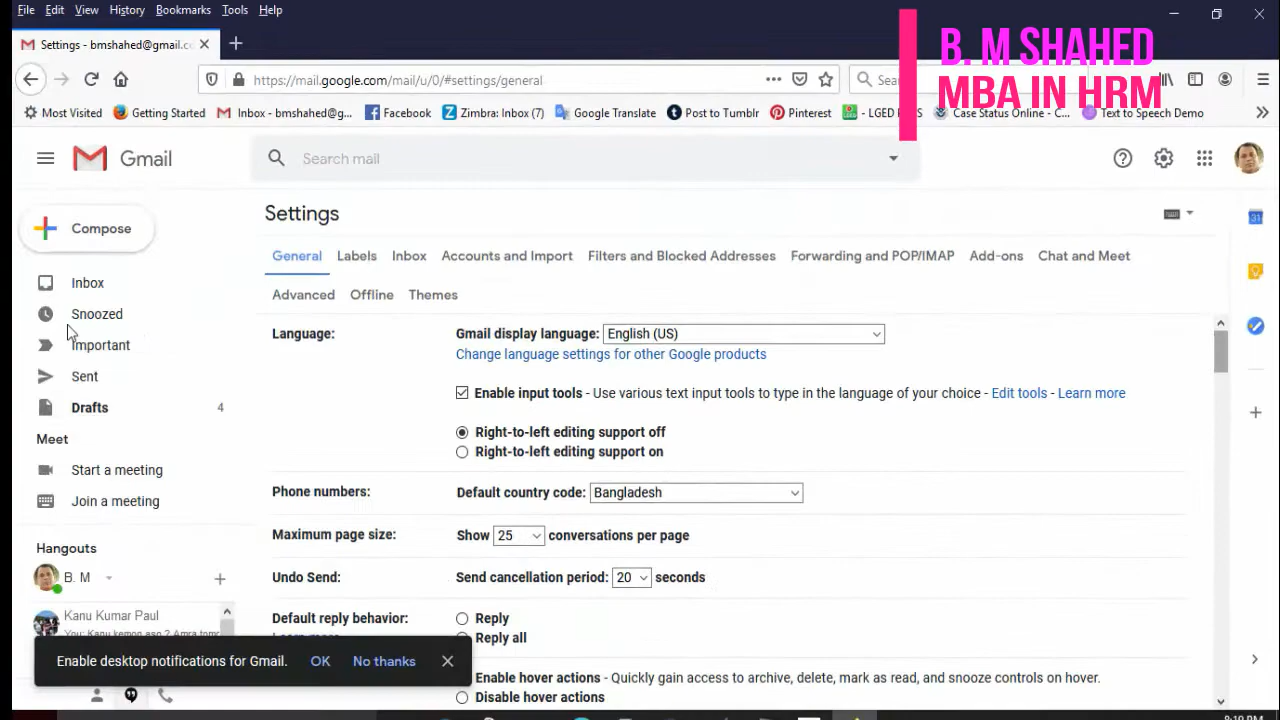 File Edit View History Bookmarks Tools Help
B. M SHAHED
MBA IN HRM
Settings - bmshahed@gmail.c
https://mail.google.com/mail/u/0/#settings/general
Most Visited Getting Started Inbox - bmshahed@g... Facebook Zimbra: Inbox (7) Google Translate Post to Tumblr Pinterest Case Status Online - C... Text to Speech Demo
Gmail
Search mail
Compose
Inbox
Snoozed
Important
Sent
Drafts 4
Meet
Start a meeting
Join a meeting
Hangouts
B. M
Kanu Kumar Paul
You: Kanu kemon asn ? Amra
Settings
General Labels Inbox Accounts and Import Filters and Blocked Addresses Forwarding and POP/IMAP Add-ons Chat and Meet
Advanced Offline Themes
Language: Gmail display language: English (US)
Change language settings for other Google products
Enable input tools - Use various text input tools to type in the language of your choice - Edit tools - Learn more
Right-to-left editing support off
Right-to-left editing support on
Phone numbers: Default country code: Bangladesh
Maximum page size: Show 25 conversations per page
Undo Send: Send cancellation period: 20 seconds
Default reply behavior: Reply
Reply all
Enable hover actions - Quickly gain access to archive, delete, mark as read, and snooze controls on hover.
Disable hover actions
Enable desktop notifications for Gmail. OK No thanks